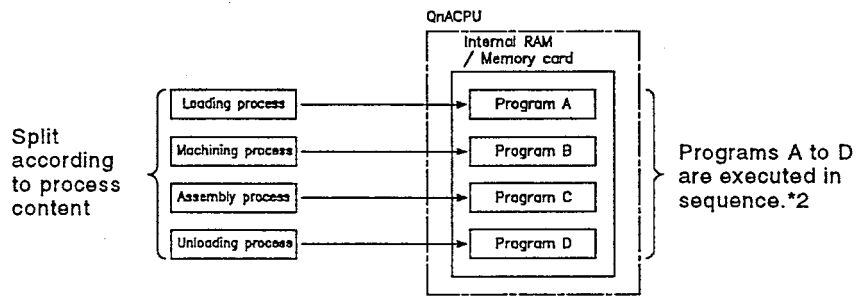 QnACPU
Internal RAM
/ Memory card
Loading process
Program A
Machining process
Program B
Assembly process
Program C
Unloading process
Program D
Split
according
to process
content
Programs A to D
are executed in
sequence.*2